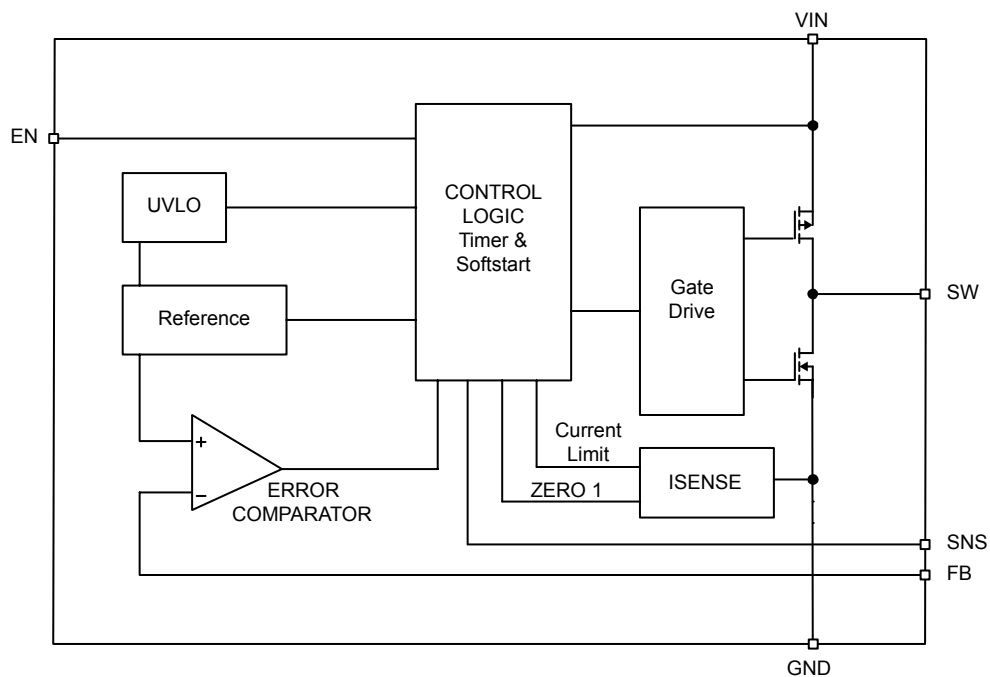 VIN
EN
UVLO
CONTROL
LOGIC
Timer &
Softstart
Gate
Drive
SW
Reference
+
−
ERROR
COMPARATOR
Current
Limit
ZERO 1
ISENSE
SNS
FB
GND